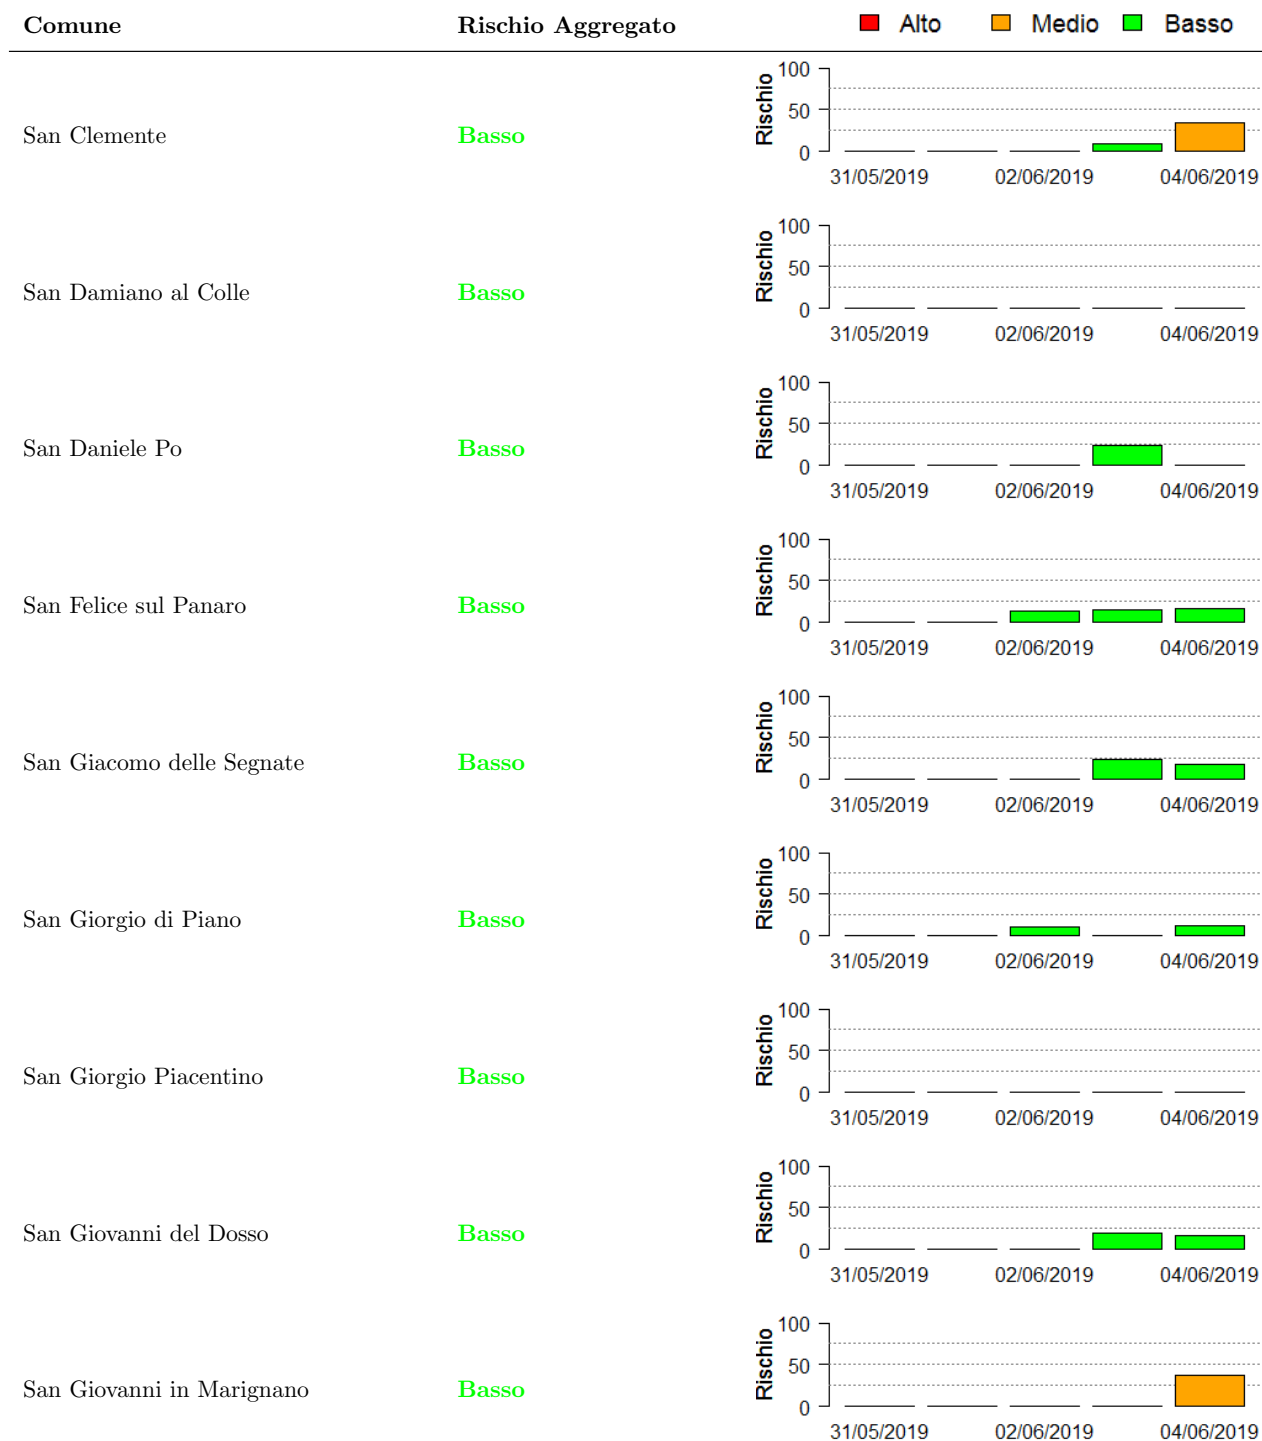 Comune Rischio Aggregato Alto Medio Basso
100
50
0
Rischio
San Clemente Basso
31/05/2019 02/06/2019 04/06/2019
100
50
0
Rischio
San Damiano al Colle Basso
31/05/2019 02/06/2019 04/06/2019
100
50
0
Rischio
San Daniele Po Basso
31/05/2019 02/06/2019 04/06/2019
100
50
0
Rischio
San Felice sul Panaro Basso
31/05/2019 02/06/2019 04/06/2019
100
50
0
Rischio
San Giacomo delle Segnate Basso
31/05/2019 02/06/2019 04/06/2019
100
50
0
Rischio
San Giorgio di Piano Basso
31/05/2019 02/06/2019 04/06/2019
100
50
0
Rischio
San Giorgio Piacentino Basso
31/05/2019 02/06/2019 04/06/2019
100
50
0
Rischio
San Giovanni del Dosso Basso
31/05/2019 02/06/2019 04/06/2019
100
50
0
Rischio
San Giovanni in Marignano Basso
31/05/2019 02/06/2019 04/06/2019